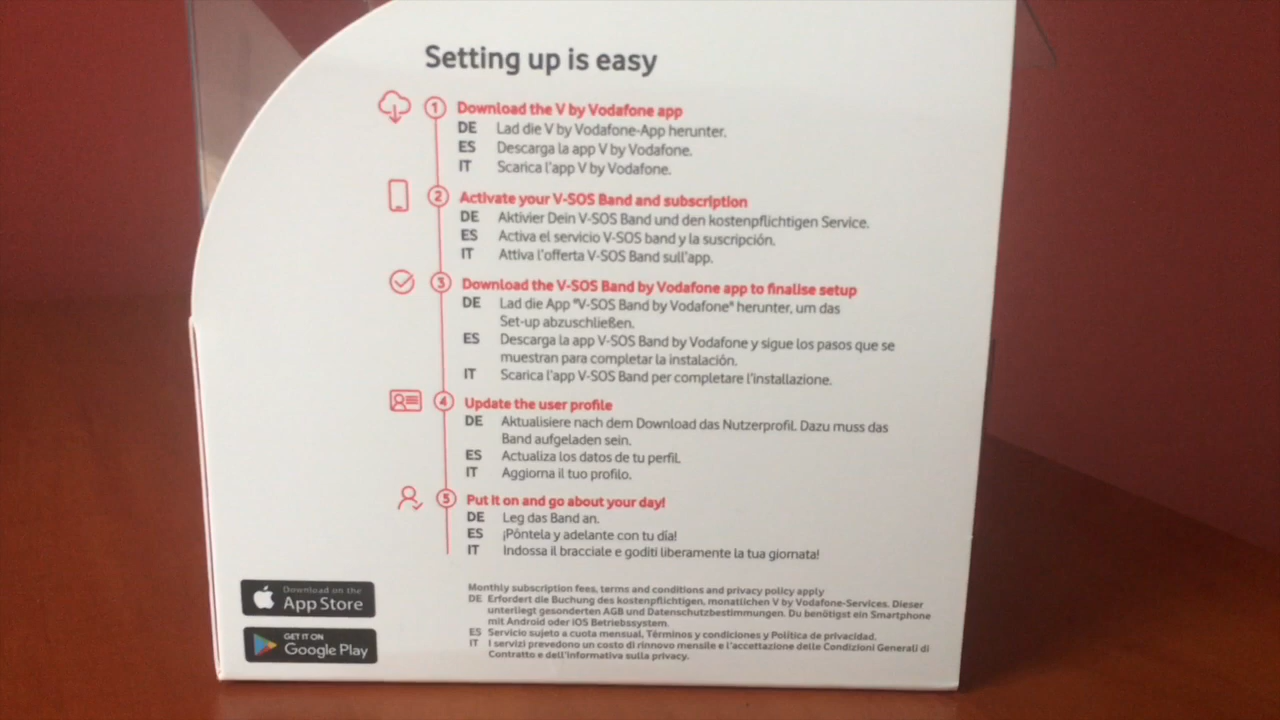 Setting up is easy
1 Download the V by Vodafone app
DE Lad die V by Vodafone-App herunter.
ES Descarga la app V by Vodafone.
IT Scarica l'app V by Vodafone.
2 Activate your V-SOS Band and subscription
DE Aktivier Dein V-SOS Band und den kostenpflichtigen Service.
ES Activa el servicio V-SOS band y la suscripción.
IT Attiva l'offerta V-SOS Band sull'app.
3 Download the V-SOS Band by Vodafone app to finalise setup
DE Lad die App "V-SOS Band by Vodafone" herunter, um das
Set-up abzuschließen.
ES Descarga la app V-SOS Band by Vodafone y sigue los pasos que se
muestran para completar la instalación.
IT Scarica l'app V-SOS Band per completare l'installazione.
4 Update the user profile
DE Aktualisiere nach dem Download das Nutzerprofil. Dazu muss das
Band aufgeladen sein.
ES Actualiza los datos de tu perfil.
IT Aggiorna il tuo profilo.
5 Put it on and go about your day!
DE Leg das Band an.
ES ¡Póntela y adelante con tu día!
IT Indossa il bracciale e goditi liberamente la tua giornata!
Download on the
App Store
GET IT ON
Google Play
Monthly subscription fees, terms and conditions and privacy policy apply
DE Erfordert die Buchung des kostenpflichtigen, monatlichen V by Vodafone-Services. Dieser
unterliegt gesonderten AGB und Datenschutzbestimmungen. Du benötigst ein Smartphone
mit Android oder iOS Betriebssystem.
ES Servicio sujeto a cuota mensual, Términos y condiciones y Política de privacidad.
IT I servizi prevedono un costo di rinnovo mensile e l'accettazione delle Condizioni Generali di
Contratto e dell'informativa sulla privacy.